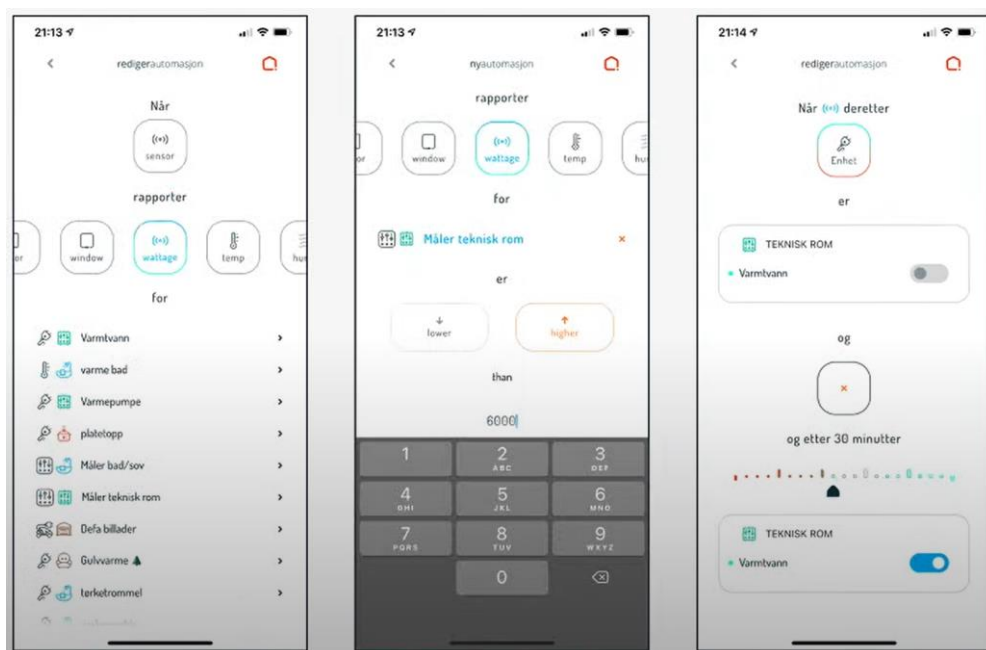 21:13
redigerautomasjon
Når
sensor
rapporter
or
window
wattage
temp
hum
for
Varmtvann
varme bad
Varmepumpe
platetopp
Måler bad/sov
Måler teknisk rom
Defa billader
Gulvvarme
tørketrommel
21:13
nyautomasjon
rapporter
or
window
wattage
temp
hu
for
Måler teknisk rom
er
lower
higher
than
6000
1
2 ABC
3 DEF
4 GHI
5 JKL
6 MNO
7 PQRS
8 TUV
9 WXYZ
0
21:14
redigerautomasjon
Når deretter
Enhet
er
TEKNISK ROM
Varmtvann
og
og etter 30 minutter
TEKNISK ROM
Varmtvann